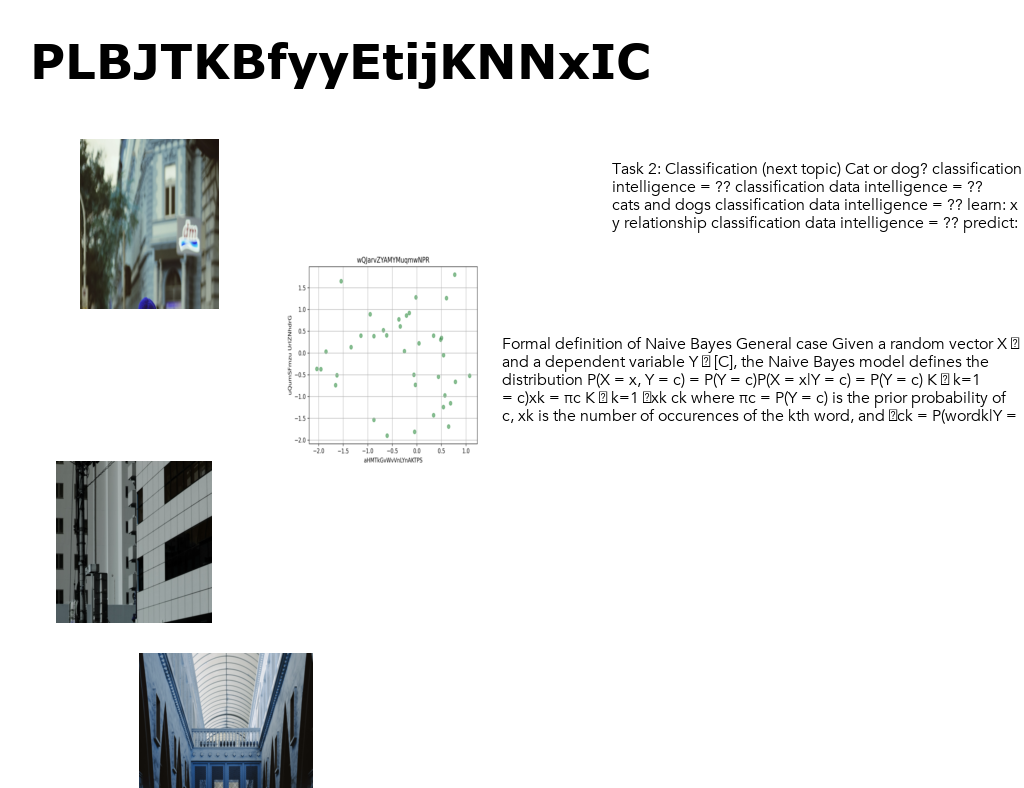 PLBJTKBfyyEtijKNNxIC
Task 2: Classification (next topic) Cat or dog? classification
intelligence = ?? classification data intelligence = ??
cats and dogs classification data intelligence = ?? learn: x
y relationship classification data intelligence = ?? predict:
wQJarvZYAMYMuqmwNPR
1.5
1.0
0.5
0.0
−0.5
−1.0
−1.5
−2.0
−2.0 −1.5 −1.0 −0.5 0.0 0.5 1.0
Formal definition of Naive Bayes General case Given a random vector X
and a dependent variable Y [C], the Naive Bayes model defines the
distribution P(X = x, Y = c) = P(Y = c)P(X = x|Y = c) = P(Y = c) K k=1
= c)xk = πc K k=1 xk ck where πc = P(Y = c) is the prior probability of
c, xk is the number of occurences of the kth word, and ck = P(wordk|Y =